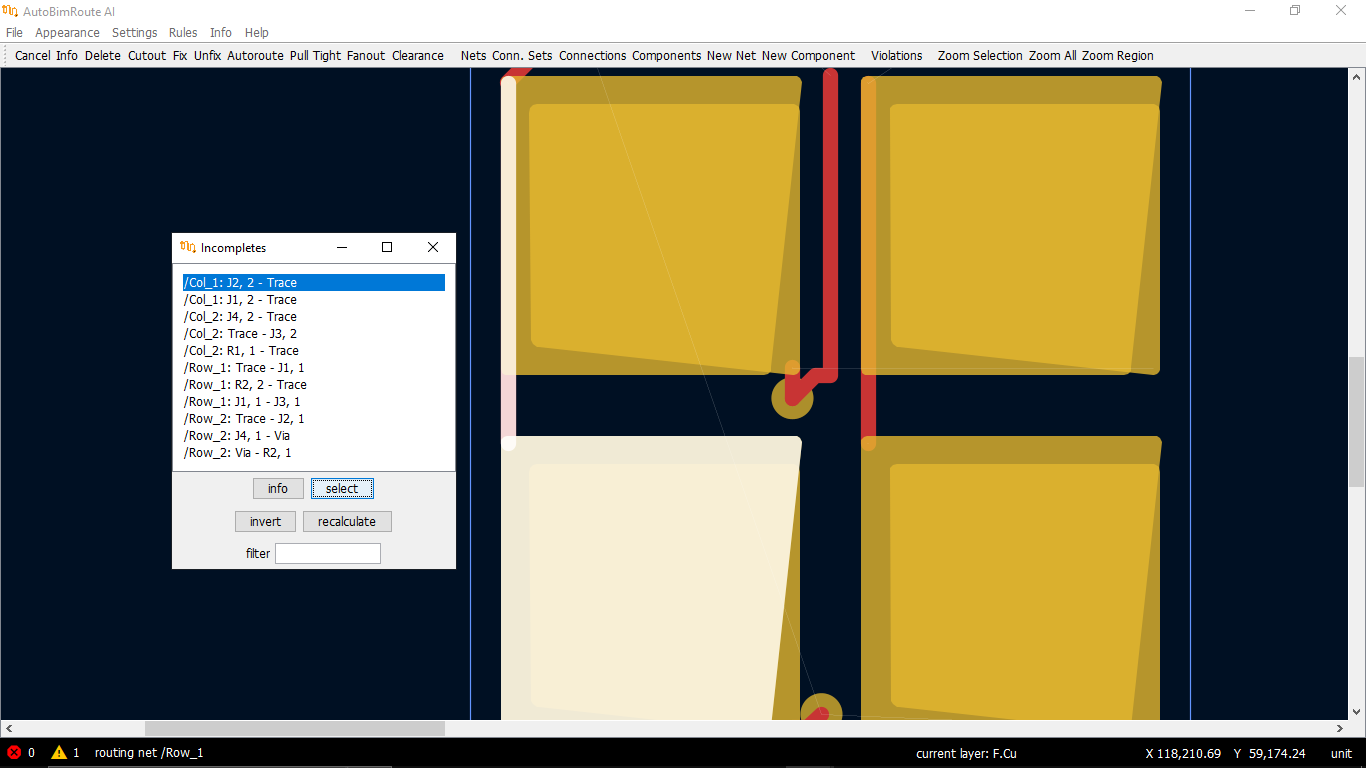 AutoBimRoute AI
File Appearance Settings Rules Info Help
Cancel Info Delete Cutout Fix Unfix Autoroute Pull Tight Fanout Clearance Nets Conn. Sets Connections Components New Net New Component Violations Zoom Selection Zoom All Zoom Region
Incompletes
/Col_1: J2, 2 - Trace
/Col_1: J1, 2 - Trace
/Col_2: J4, 2 - Trace
/Col_2: Trace - J3, 2
/Col_2: R1, 1 - Trace
/Row_1: Trace - J1, 1
/Row_1: R2, 2 - Trace
/Row_1: J1, 1 - J3, 1
/Row_2: Trace - J2, 1
/Row_2: J4, 1 - Via
/Row_2: Via - R2, 1
info select
invert recalculate
filter
0 1 routing net /Row_1 current layer: F.Cu X 118,210.69 Y 59,174.24 unit